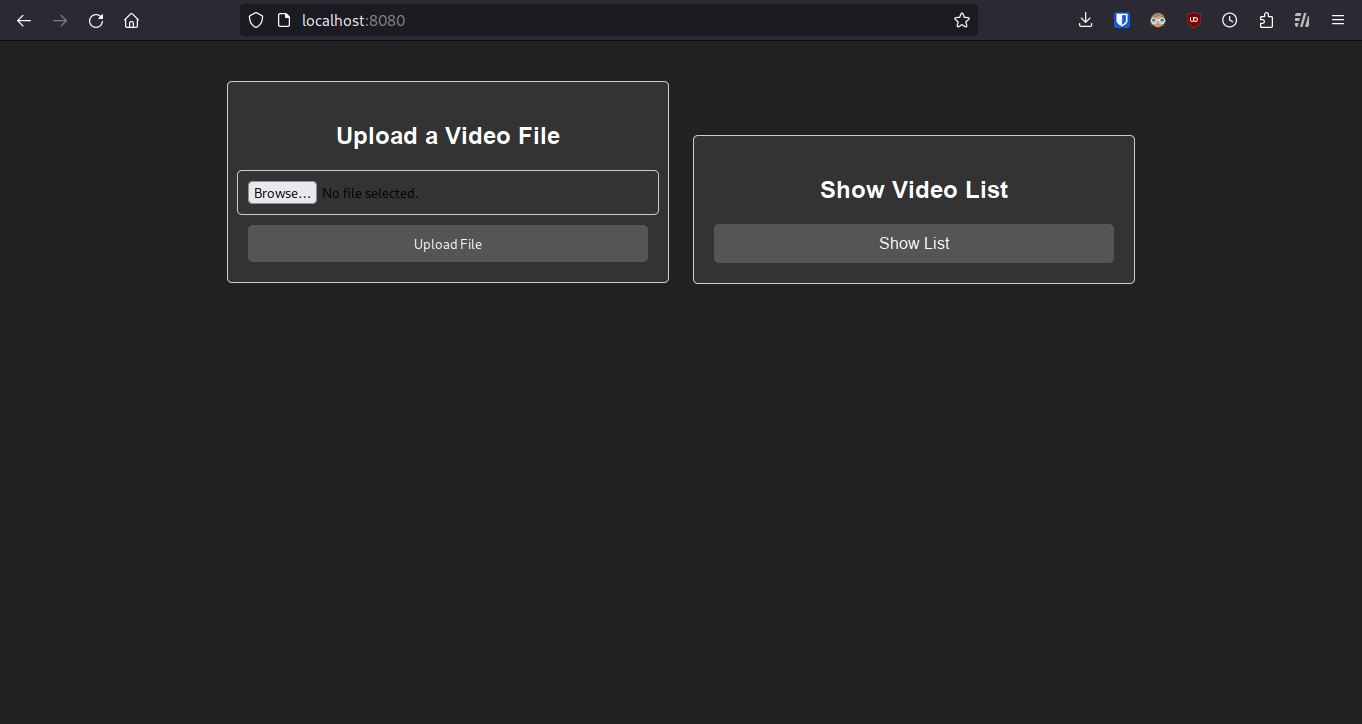 localhost:8080
Upload a Video File
Browse... No file selected.
Upload File
Show Video List
Show List